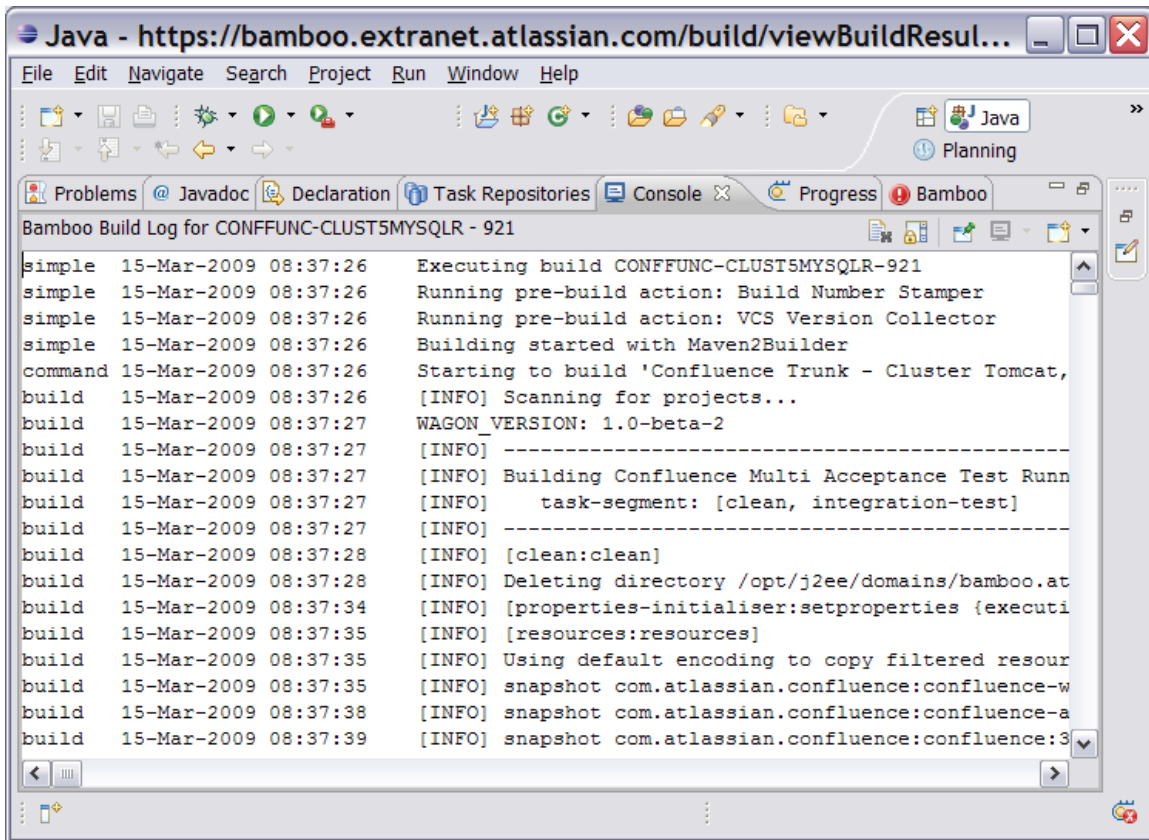 Java - https://bamboo.extranet.atlassian.com/build/viewBuildResul...
File Edit Navigate Search Project Run Window Help
Java
Planning
Problems @ Javadoc Declaration Task Repositories Console Progress Bamboo
Bamboo Build Log for CONFFUNC-CLUST5MYSQLR - 921
simple 15-Mar-2009 08:37:26 Executing build CONFFUNC-CLUST5MYSQLR-921
simple 15-Mar-2009 08:37:26 Running pre-build action: Build Number Stamper
simple 15-Mar-2009 08:37:26 Running pre-build action: VCS Version Collector
simple 15-Mar-2009 08:37:26 Building started with Maven2Builder
command 15-Mar-2009 08:37:26 Starting to build 'Confluence Trunk - Cluster Tomcat,
build 15-Mar-2009 08:37:26 [INFO] Scanning for projects...
build 15-Mar-2009 08:37:27 WAGON_VERSION: 1.0-beta-2
build 15-Mar-2009 08:37:27 [INFO] ----------------------------------------------
build 15-Mar-2009 08:37:27 [INFO] Building Confluence Multi Acceptance Test Runn
build 15-Mar-2009 08:37:27 [INFO] task-segment: [clean, integration-test]
build 15-Mar-2009 08:37:27 [INFO] ----------------------------------------------
build 15-Mar-2009 08:37:28 [INFO] [clean:clean]
build 15-Mar-2009 08:37:28 [INFO] Deleting directory /opt/j2ee/domains/bamboo.at
build 15-Mar-2009 08:37:34 [INFO] [properties-initialiser:setproperties {executi
build 15-Mar-2009 08:37:35 [INFO] [resources:resources]
build 15-Mar-2009 08:37:35 [INFO] Using default encoding to copy filtered resour
build 15-Mar-2009 08:37:35 [INFO] snapshot com.atlassian.confluence:confluence-w
build 15-Mar-2009 08:37:38 [INFO] snapshot com.atlassian.confluence:confluence-a
build 15-Mar-2009 08:37:39 [INFO] snapshot com.atlassian.confluence:confluence:3